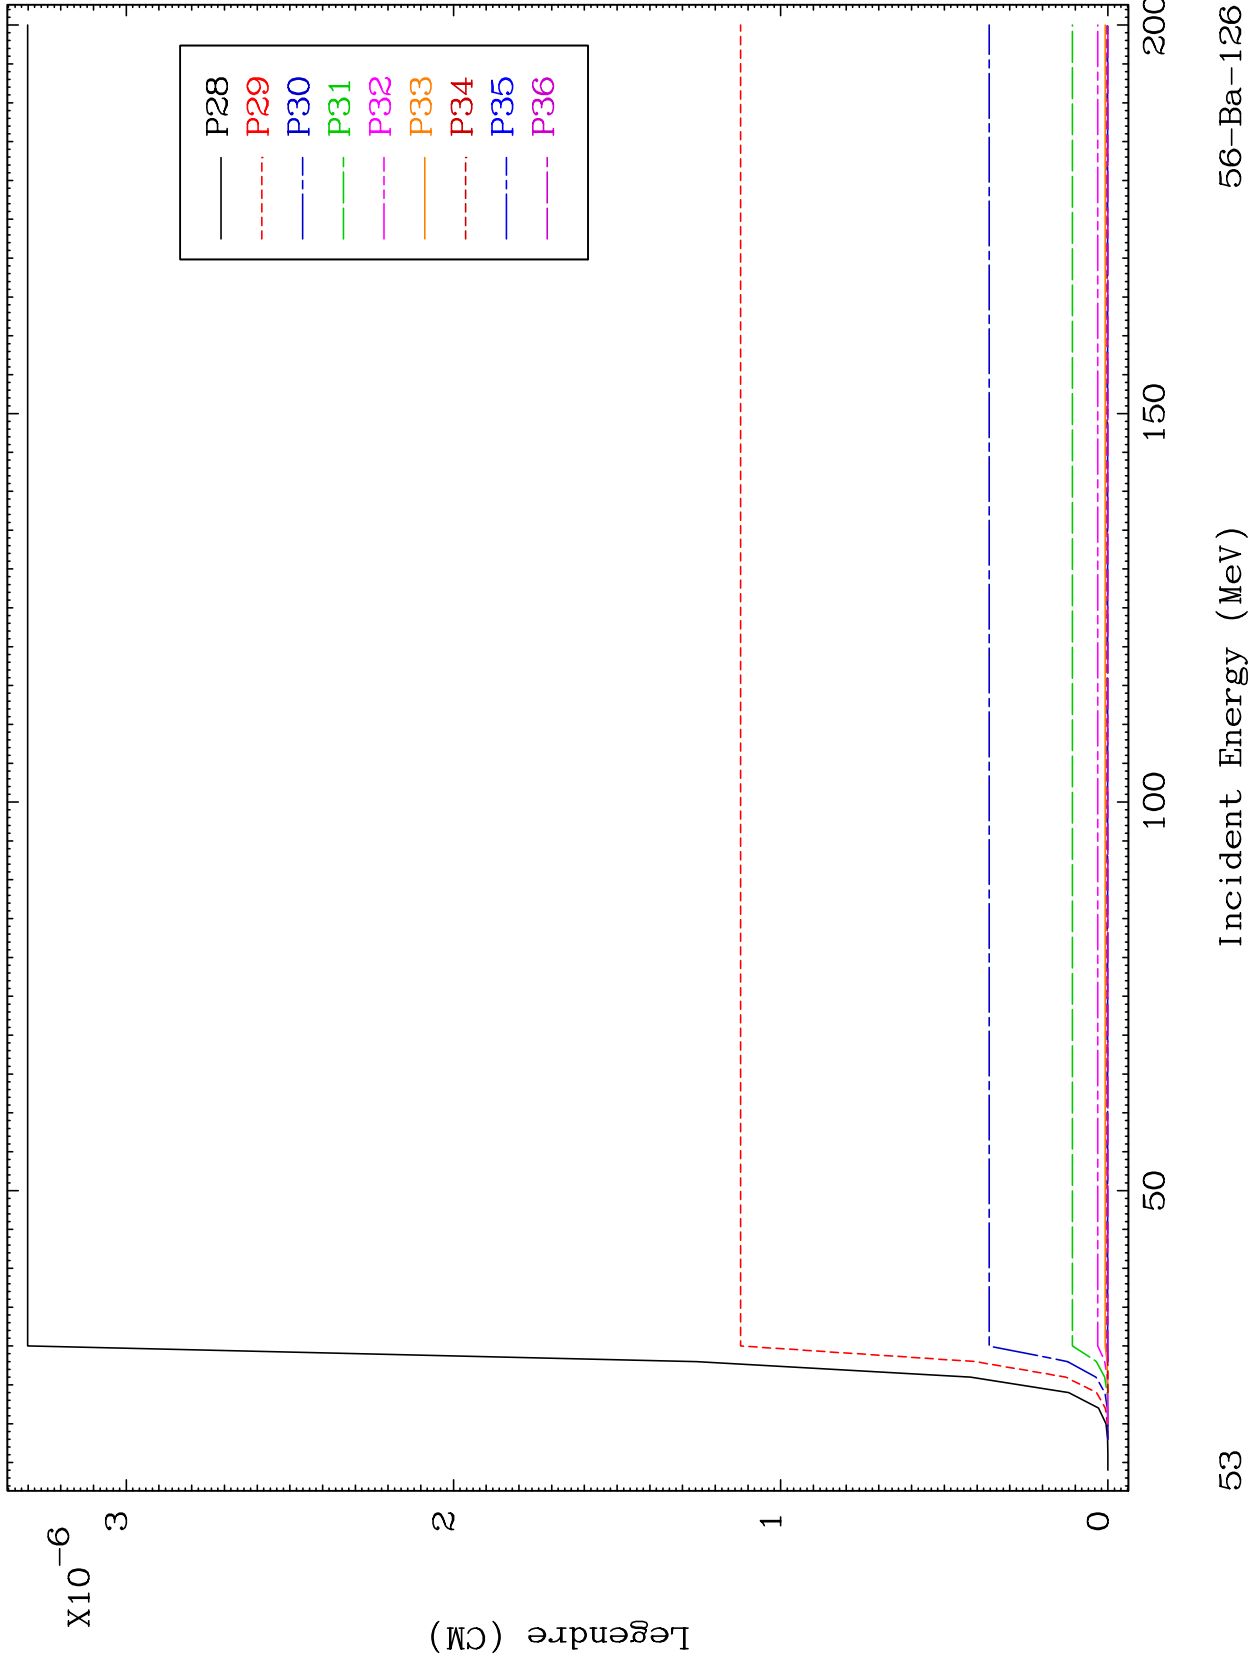 X10-6
3
2
1
0
Legendre (CM)
P28
P29
P30
P31
P32
P33
P34
P35
P36
50
100
150
200
Incident Energy (MeV)
53
56-Ba-126